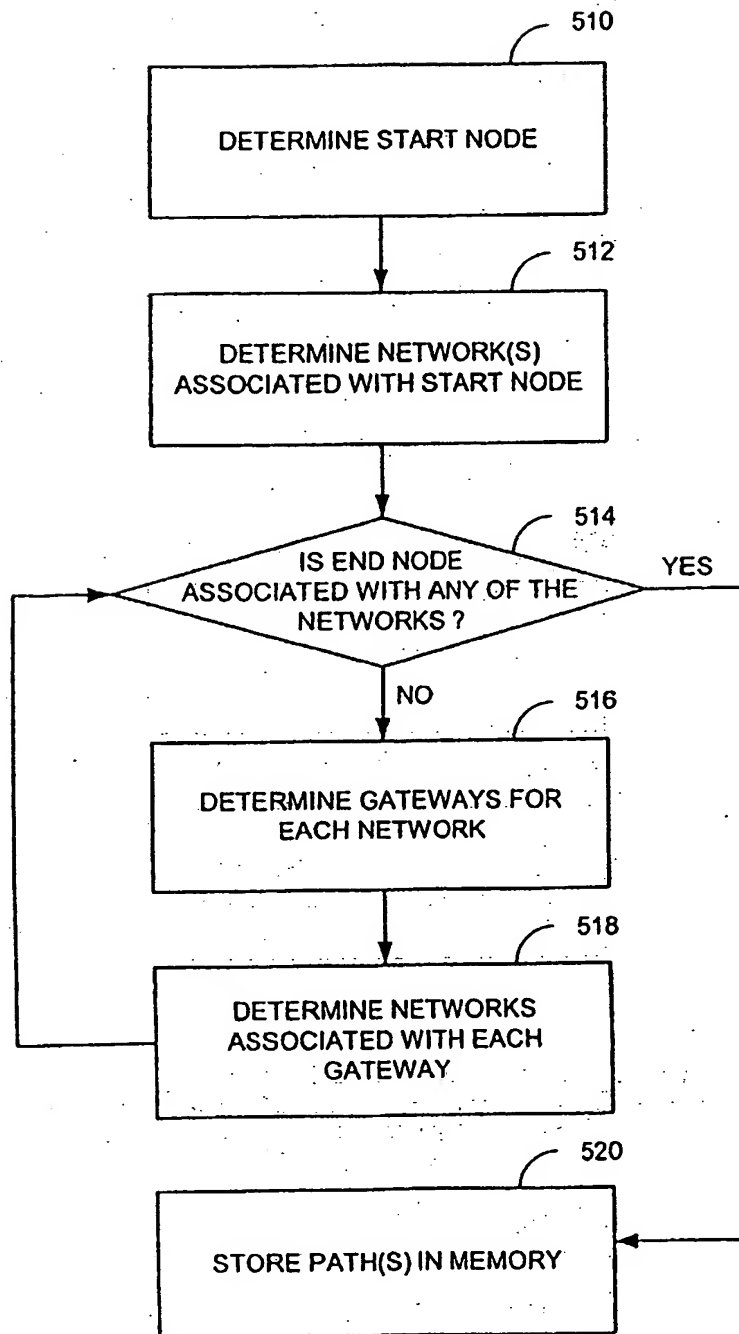 510
DETERMINE START NODE
512
DETERMINE NETWORK(S)
ASSOCIATED WITH START NODE
514
IS END NODE
ASSOCIATED WITH ANY OF THE
NETWORKS ?
YES
NO
516
DETERMINE GATEWAYS FOR
EACH NETWORK
518
DETERMINE NETWORKS
ASSOCIATED WITH EACH
GATEWAY
520
STORE PATH(S) IN MEMORY